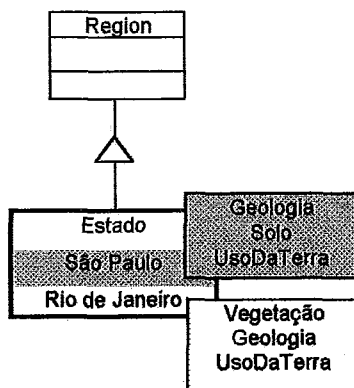 Region
Estado
São Paulo
Rio de Janeiro
Geologia
Solo
UsoDaTerra
Vegetação
Geologia
UsoDaTerra